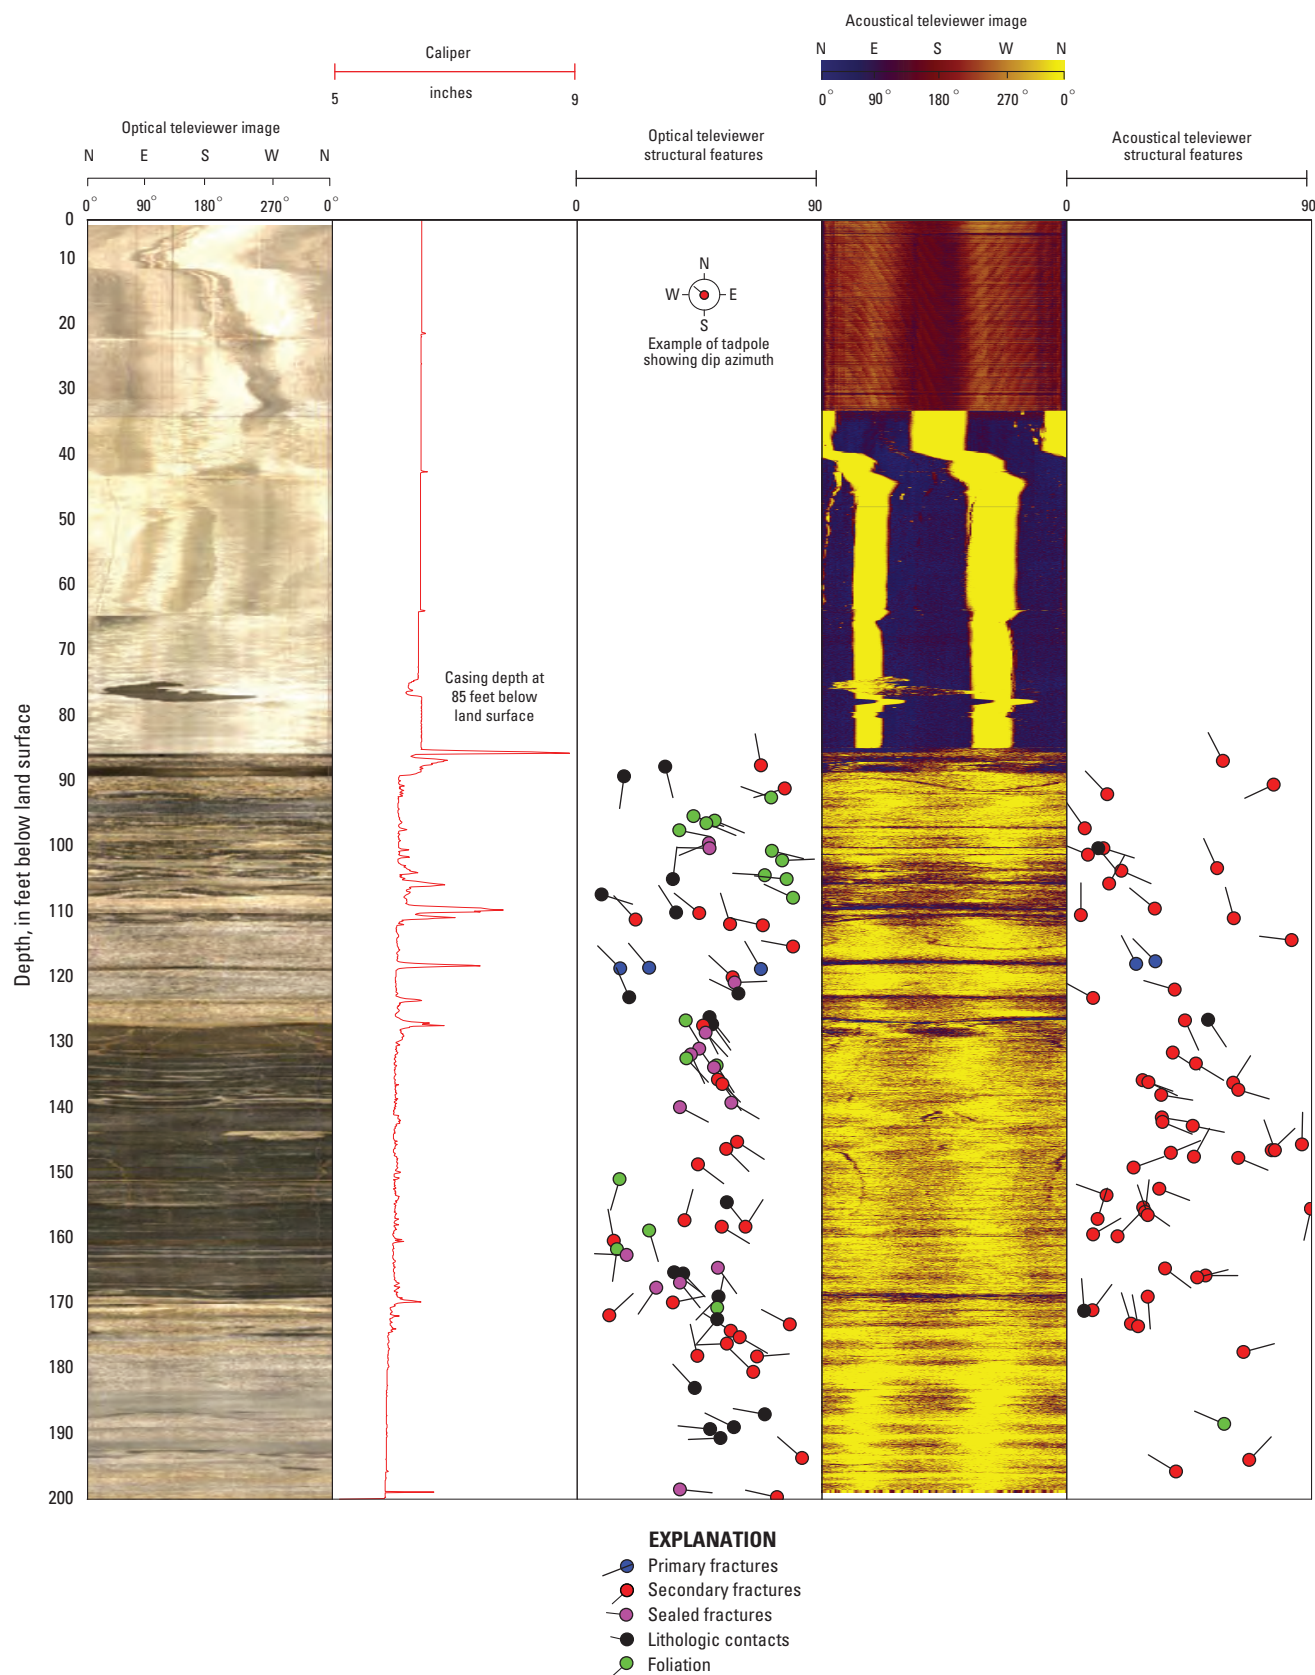 Acoustical televiewer image
N E S W N
0° 90° 180° 270° 0°
Caliper
5 inches 9
Optical televiewer image
N E S W N
0° 90° 180° 270° 0°
Optical televiewer
structural features
0 90
Acoustical televiewer
structural features
0 90
Depth, in feet below land surface
0
10
20
30
40
50
60
70
80
90
100
110
120
130
140
150
160
170
180
190
200
N
W E
S
Example of tadpole
showing dip azimuth
Casing depth at
85 feet below
land surface
EXPLANATION
Primary fractures
Secondary fractures
Sealed fractures
Lithologic contacts
Foliation